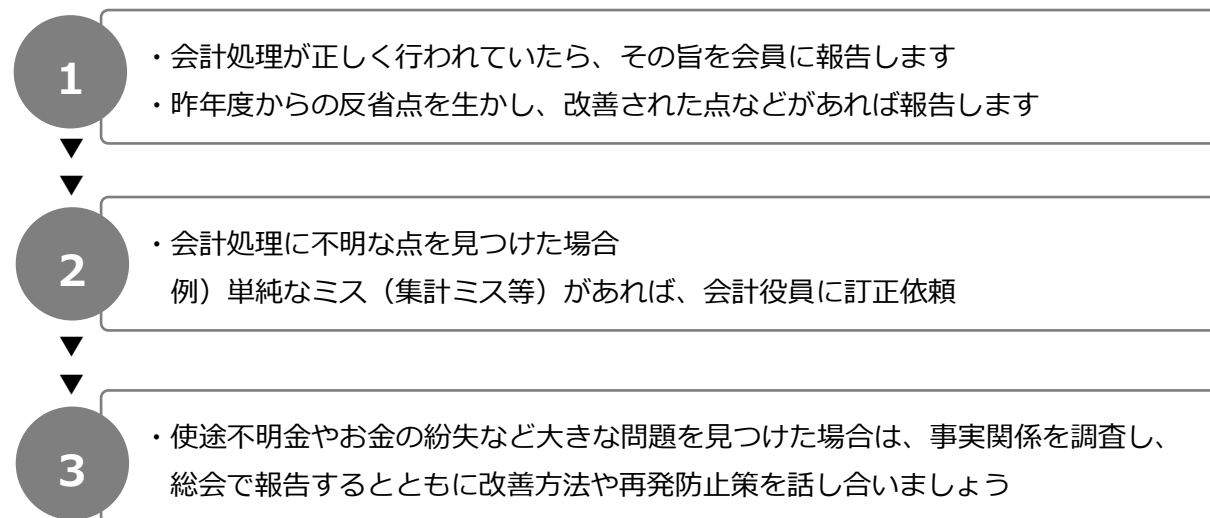 1
・会計処理が正しく行われていたら、その旨を会員に報告します
・昨年度からの反省点を生かし、改善された点などがあれば報告します
▼
▼
2
・会計処理に不明な点を見つけた場合
例）単純なミス（集計ミス等）があれば、会計役員に訂正依頼
▼
▼
3
・使途不明金やお金の紛失など大きな問題を見つけた場合は、事実関係を調査し、
総会で報告するとともに改善方法や再発防止策を話し合いましょう